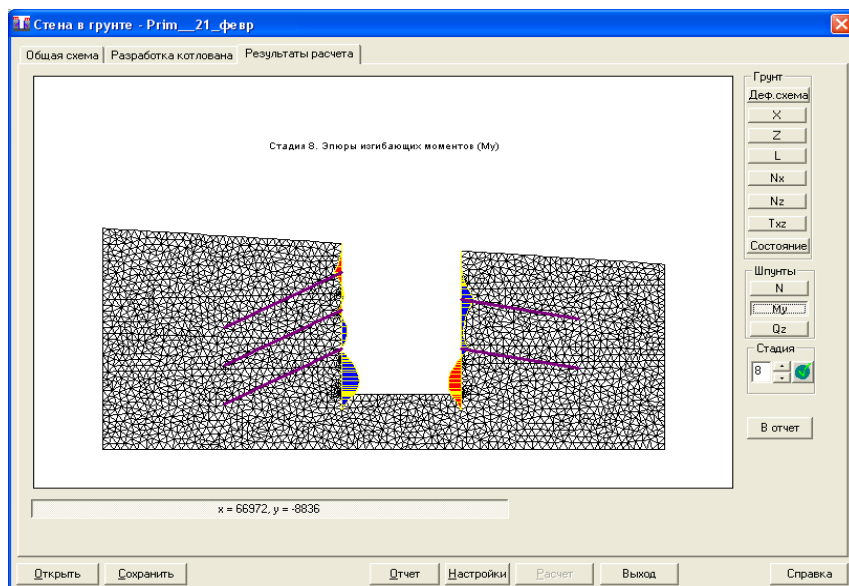 Стена в грунте - Prim__21_февр
Общая схема Разработка котлована Результаты расчета
Стадия 8. Эпюры изгибающих моментов (My)
Грунт
Деф.схема
X
Z
L
Nx
Nz
Txz
Состояние
Шпунты
N
My
Qz
Стадия
8
В отчет
x = 66972, y = -8836
Открыть Сохранить Отчет Настройки Расчет Выход Справка